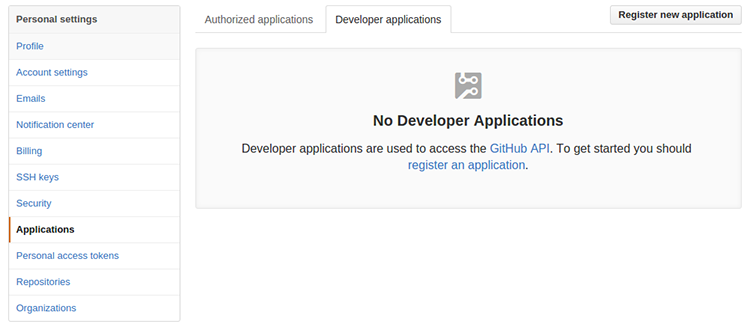 Personal settings
Profile
Account settings
Emails
Notification center
Billing
SSH keys
Security
Applications
Personal access tokens
Repositories
Organizations
Authorized applications
Developer applications
Register new application
No Developer Applications
Developer applications are used to access the GitHub API. To get started you should
register an application.